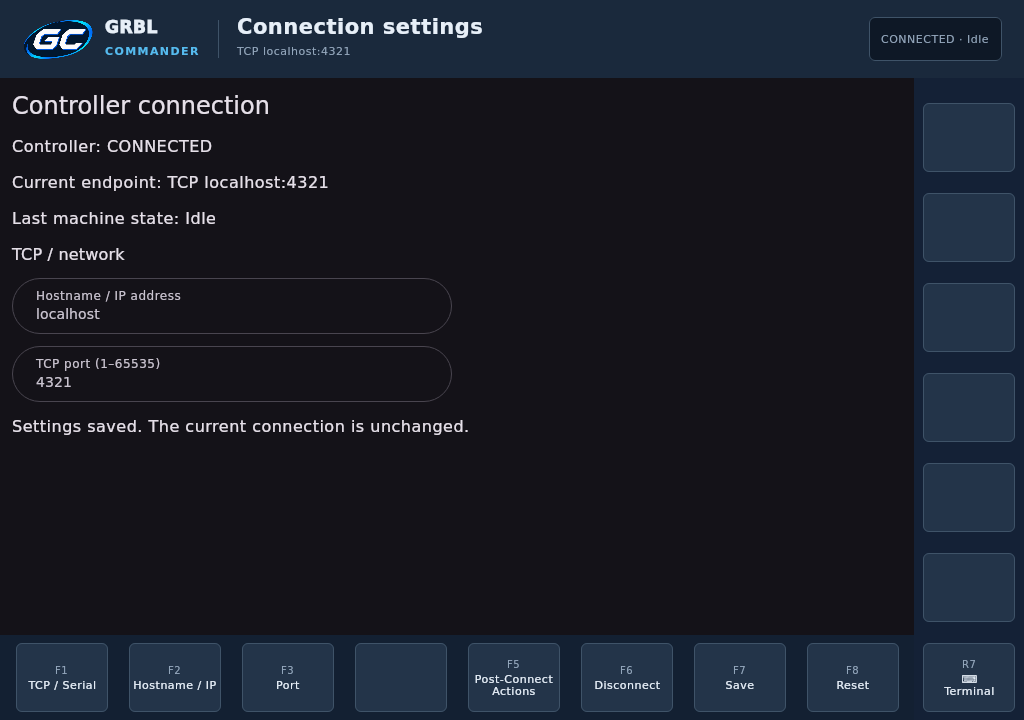 GC
GRBL
COMMANDER
Connection settings
TCP localhost:4321
CONNECTED · Idle
Controller connection
Controller: CONNECTED
Current endpoint: TCP localhost:4321
Last machine state: Idle
TCP / network
Hostname / IP address
localhost
TCP port (1–65535)
4321
Settings saved. The current connection is unchanged.
F1
TCP / Serial
F2
Hostname / IP
F3
Port
F5
Post-Connect
Actions
F6
Disconnect
F7
Save
F8
Reset
R7
⌨
Terminal